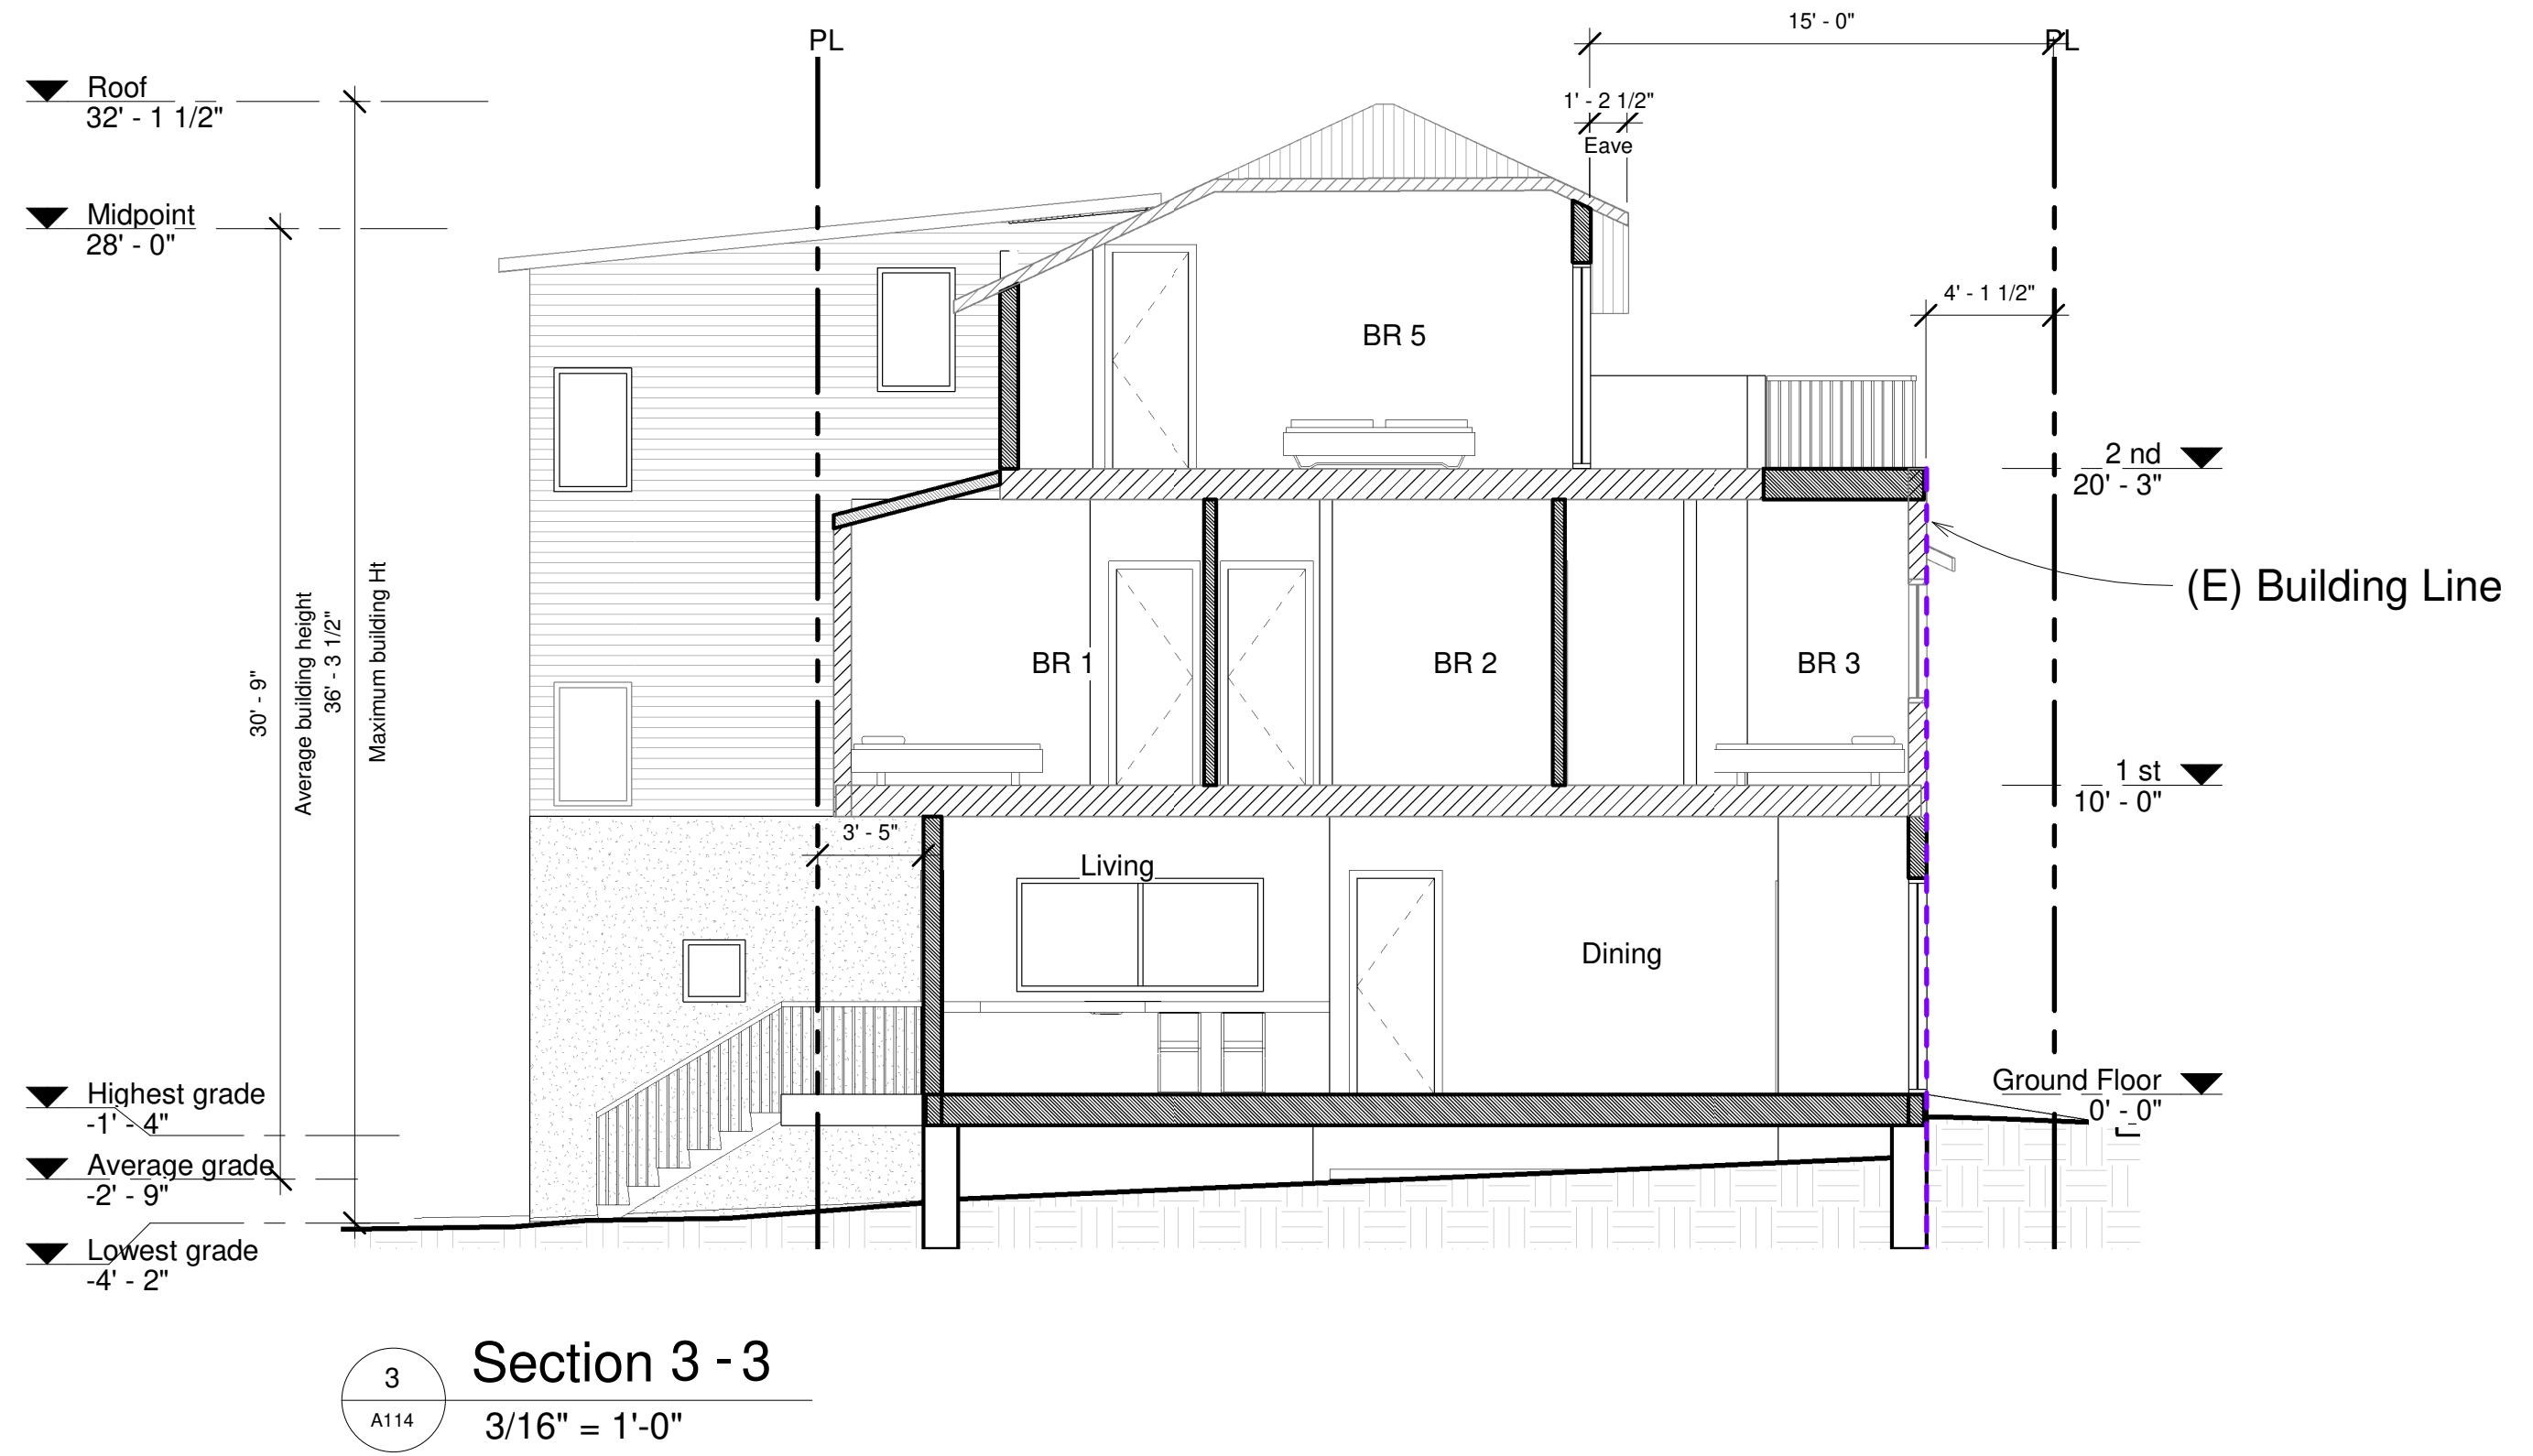 PL
15' - 0"
PL
Roof
32' - 1 1/2"
1' - 2 1/2"
Eave
Midpoint
28' - 0"
4' - 1 1/2"
BR 5
2 nd
20' - 3"
(E) Building Line
30' - 9"
Average building height
36' - 3 1/2"
Maximum building Ht
BR 1
BR 2
BR 3
1 st
10' - 0"
3' - 5"
Living
Dining
Ground Floor
0' - 0"
Highest grade
-1' - 4"
Average grade
-2' - 9"
Lowest grade
-4' - 2"
3
A114
Section 3 - 3
3/16" = 1'-0"